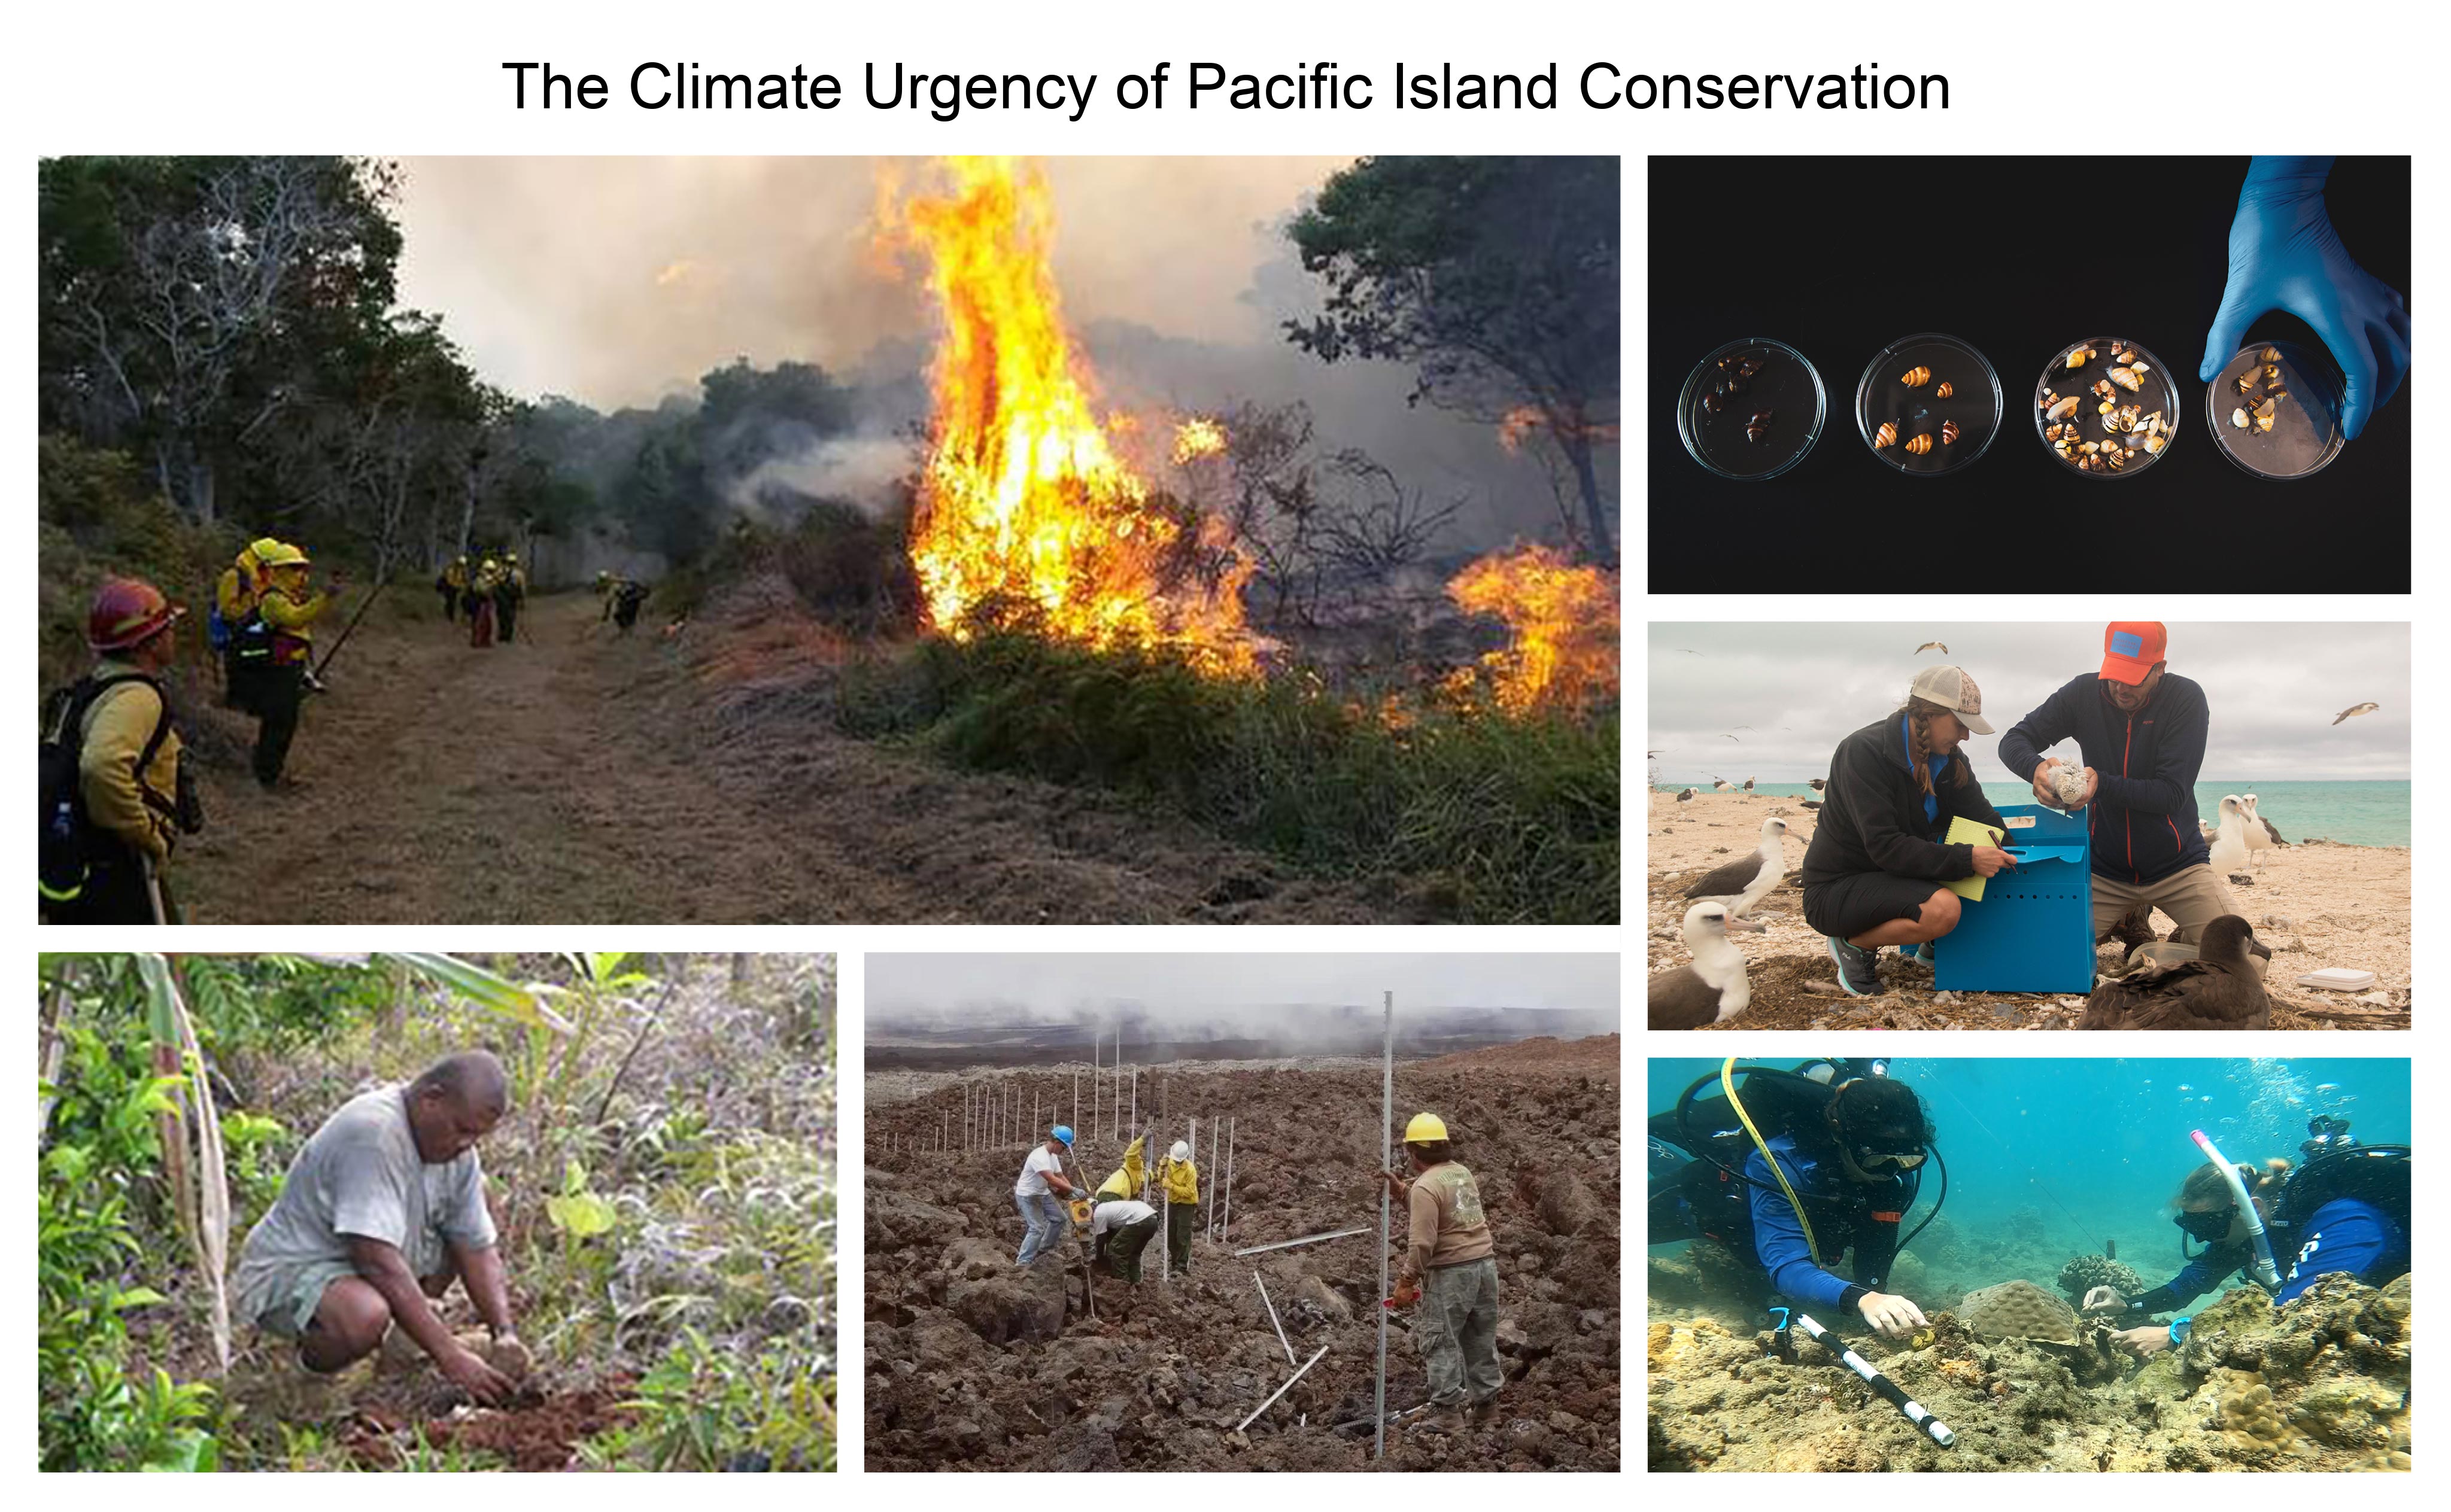 The Climate Urgency of Pacific Island Conservation